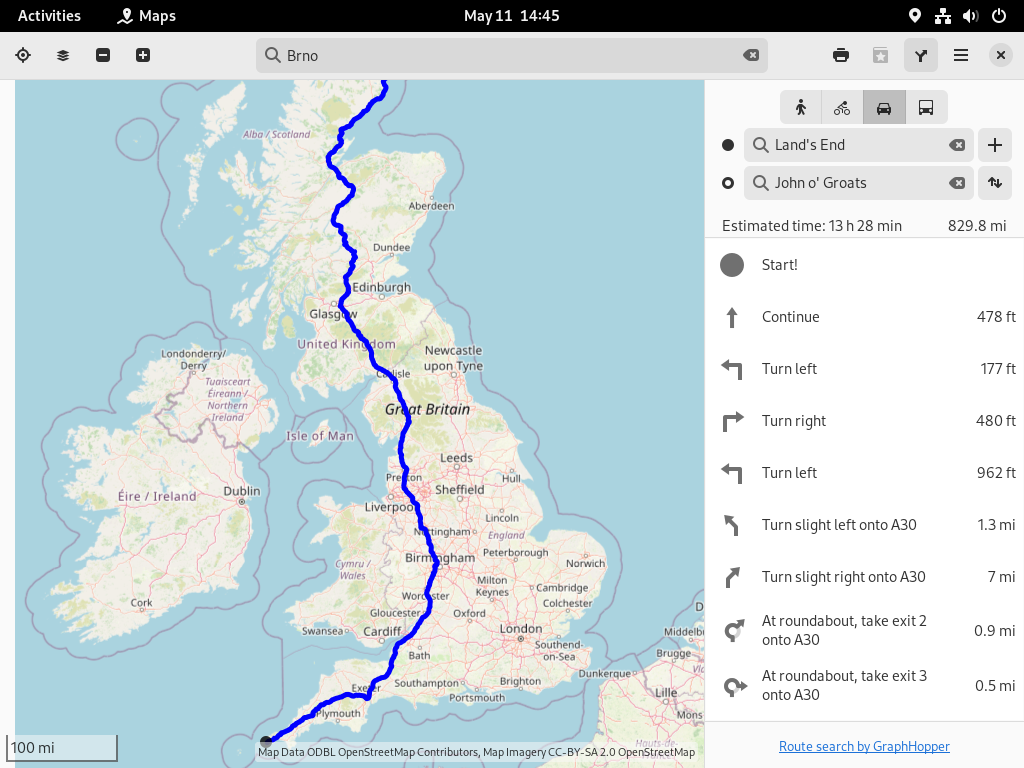 Activities
Maps
May 11 14:45
Brno
Alba / Scotland
Aberdeen
Dundee
Edinburgh
Glasgow
United Kingdom
Newcastle
upon Tyne
Londonderry/
Derry
Carlisle
Tuaisceart
Éireann /
Northern
Ireland
Great Britain
Isle of Man
Leeds
Preston
Hull
Dublin
Sheffield
Éire / Ireland
Liverpool
Lincoln
Nottingham
England
Peterborough
Birmingham
Norwich
Cymru /
Wales
Milton
Keynes
Cambridge
Worcester
Colchester
Cork
Gloucester
Oxford
Swansea
Cardiff
London
Southend-
on-Sea
Middelb
Bath
Brugge
Dunkerque
Exeter
Southampton
Brighton
Portsmouth
Lille
Plymouth
Mons
Hauts-de-
100 mi
Map Data ODBL OpenStreetMap Contributors, Map Imagery CC-BY-SA 2.0 OpenStreetMap
Land's End
John o' Groats
Estimated time: 13 h 28 min 829.8 mi
Start!
Continue 478 ft
Turn left 177 ft
Turn right 480 ft
Turn left 962 ft
Turn slight left onto A30 1.3 mi
Turn slight right onto A30 7 mi
At roundabout, take exit 2
onto A30 0.9 mi
At roundabout, take exit 3
onto A30 0.5 mi
Route search by GraphHopper